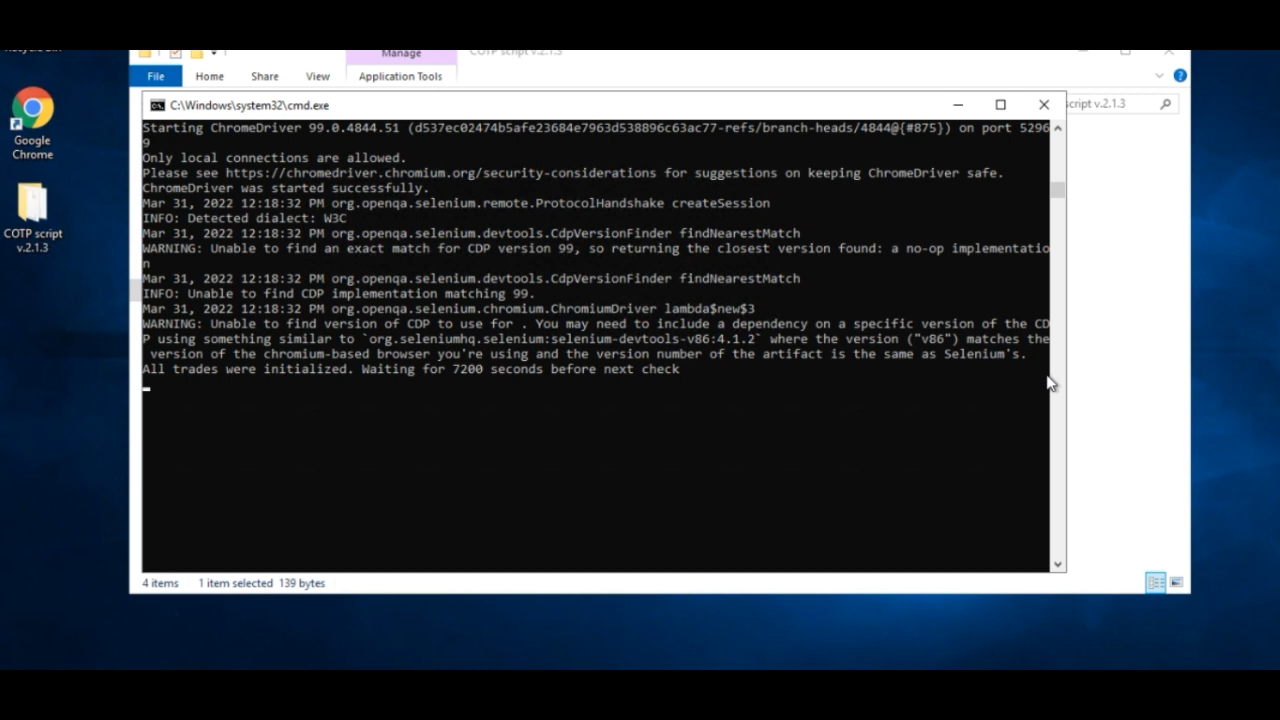 Manage
COTP script v.2.1.3
File
Home
Share
View
Application Tools
script v.2.1.3
C:\Windows\system32\cmd.exe
Starting ChromeDriver 99.0.4844.51 (d537ec02474b5afe23684e7963d538896c63ac77-refs/branch-heads/4844@{#875}) on port 5296
9
Only local connections are allowed.
Please see https://chromedriver.chromium.org/security-considerations for suggestions on keeping ChromeDriver safe.
ChromeDriver was started successfully.
Mar 31, 2022 12:18:32 PM org.openqa.selenium.remote.ProtocolHandshake createSession
INFO: Detected dialect: W3C
Mar 31, 2022 12:18:32 PM org.openqa.selenium.devtools.CdpVersionFinder findNearestMatch
WARNING: Unable to find an exact match for CDP version 99, so returning the closest version found: a no-op implementatio
n
Mar 31, 2022 12:18:32 PM org.openqa.selenium.devtools.CdpVersionFinder findNearestMatch
INFO: Unable to find CDP implementation matching 99.
Mar 31, 2022 12:18:32 PM org.openqa.selenium.chromium.ChromiumDriver lambda$new$3
WARNING: Unable to find version of CDP to use for . You may need to include a dependency on a specific version of the CD
P using something similar to `org.seleniumhq.selenium:selenium-devtools-v86:4.1.2` where the version ("v86") matches the
version of the chromium-based browser you're using and the version number of the artifact is the same as Selenium's.
All trades were initialized. Waiting for 7200 seconds before next check
Google
Chrome
COTP script
v.2.1.3
4 items
1 item selected 139 bytes